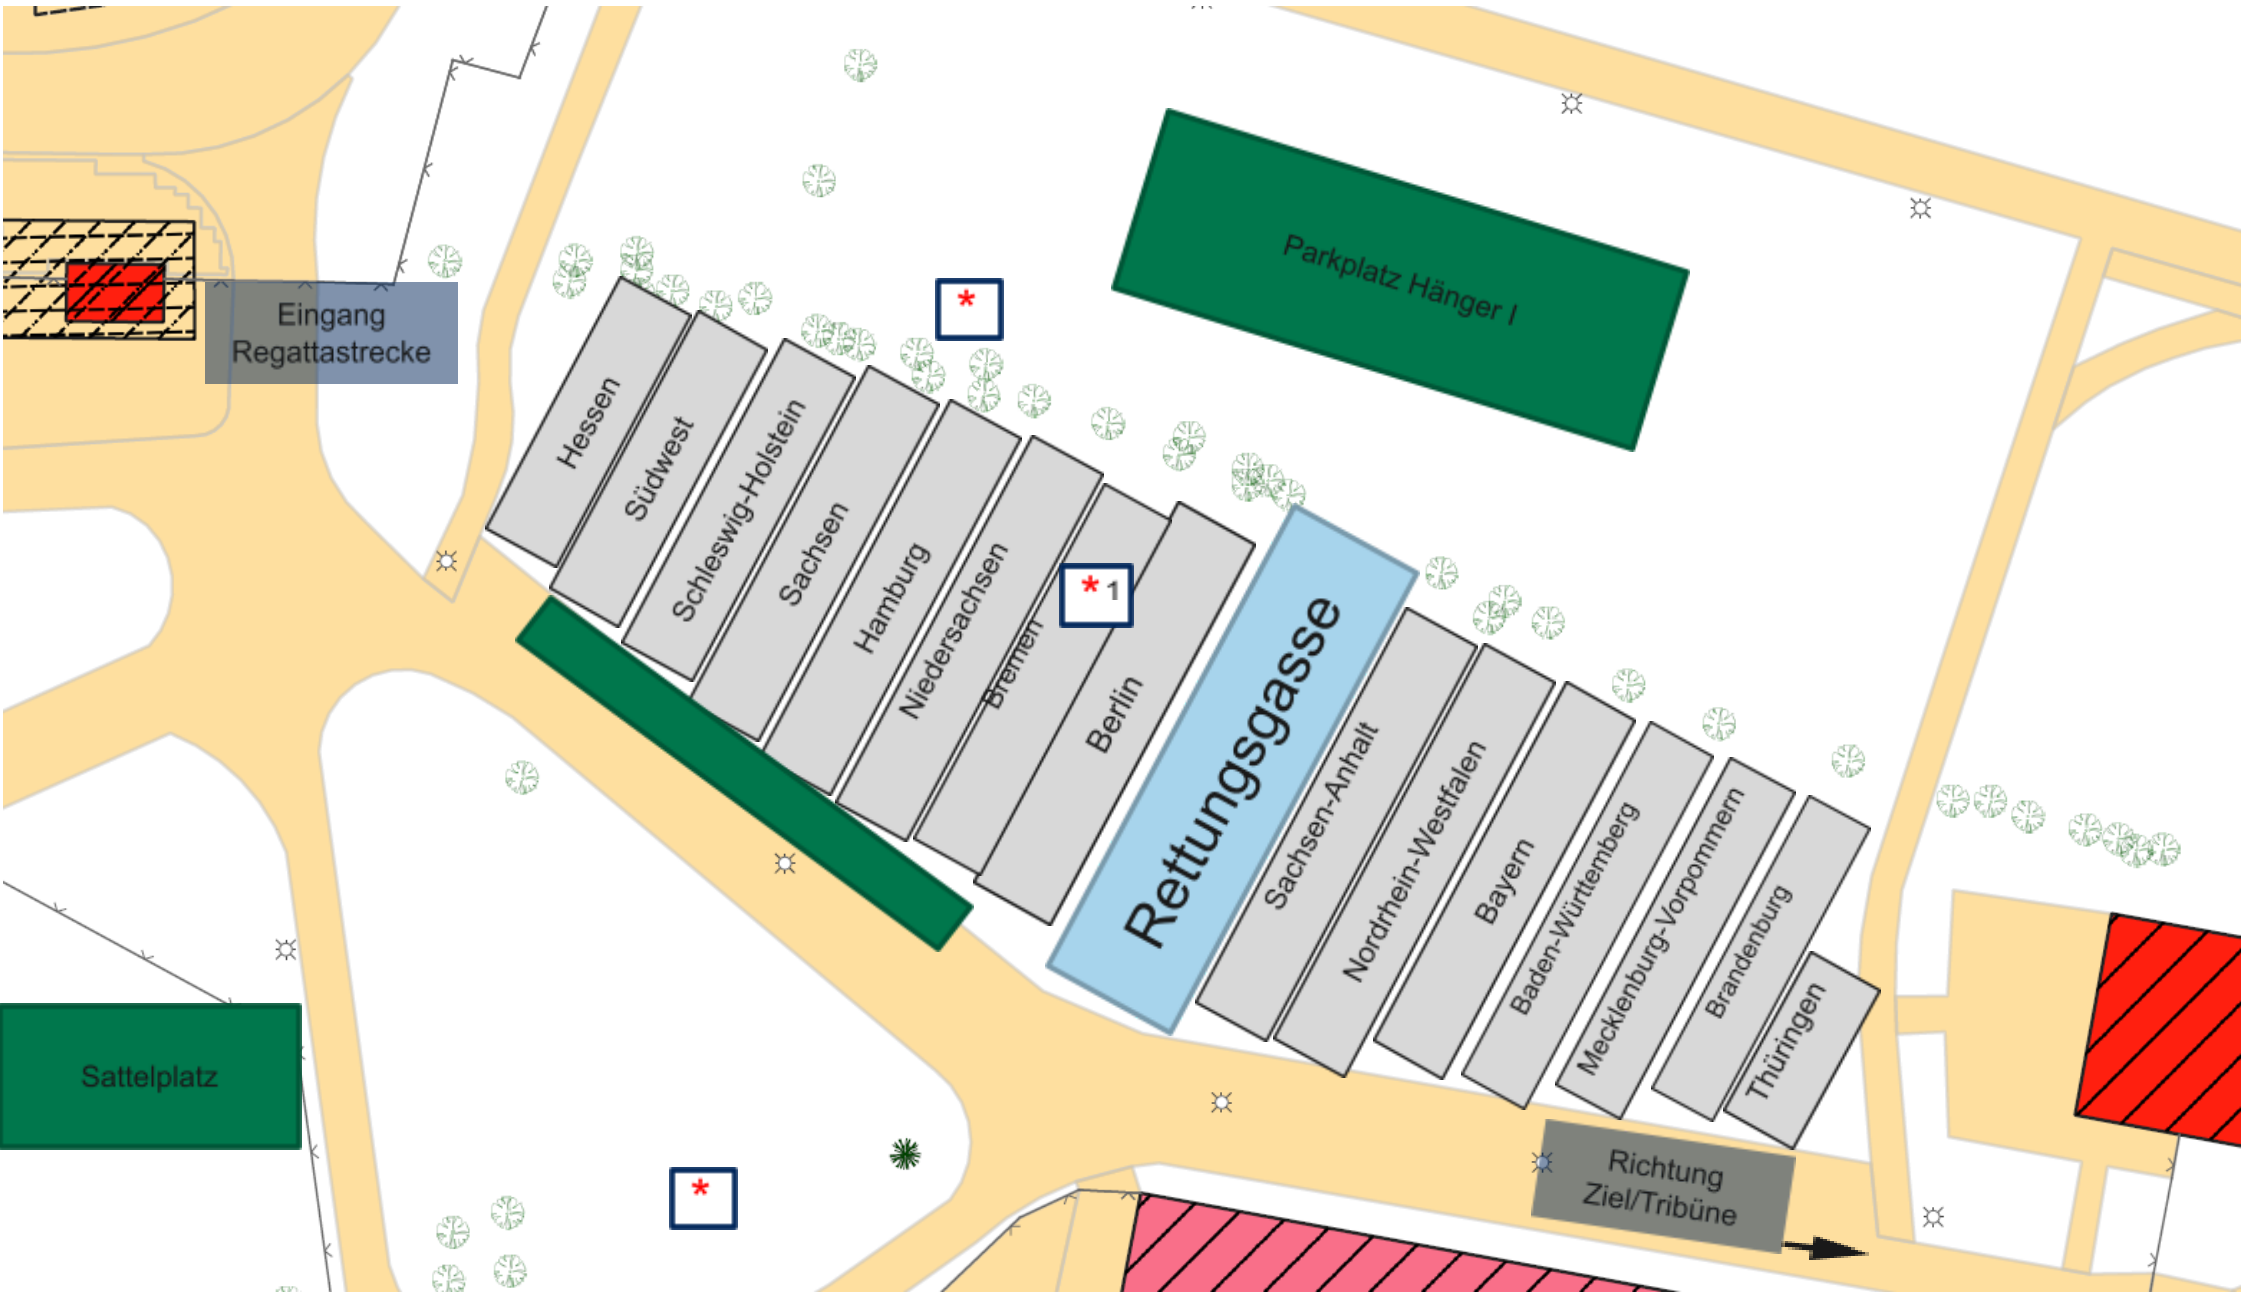 Parkplatz Hänger I
*
Eingang
Regattastrecke
Hessen
Südwest
Schleswig-Holstein
Sachsen
Hamburg
Niedersachsen
Bremen
* 1
Berlin
Rettungsgasse
Sachsen-Anhalt
Nordrhein-Westfalen
Bayern
Baden-Württemberg
Mecklenburg-Vorpommern
Brandenburg
Thüringen
Sattelplatz
*
Richtung
Ziel/Tribüne